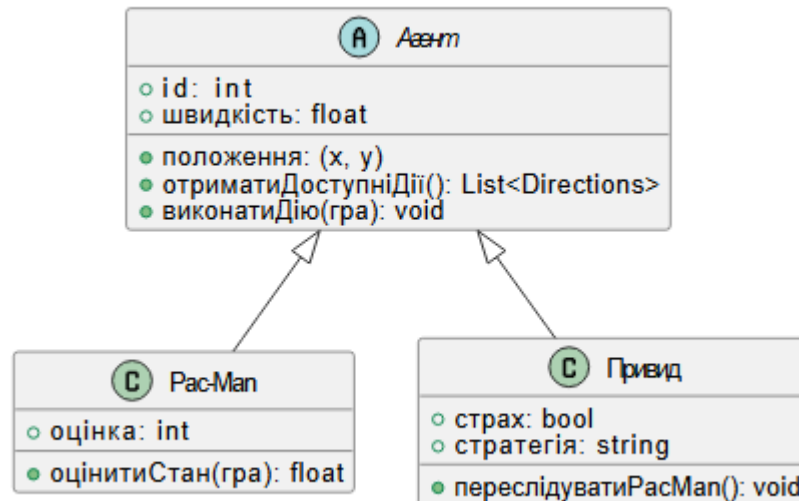 A Агент
id: int
швидкість: float
положення: (x, y)
отриматиДоступніДії(): List<Directions>
виконатиДію(гра): void
C Pac-Man
оцінка: int
оцінитиСтан(гра): float
C Привид
страх: bool
стратегія: string
переслідуватиPacMan(): void